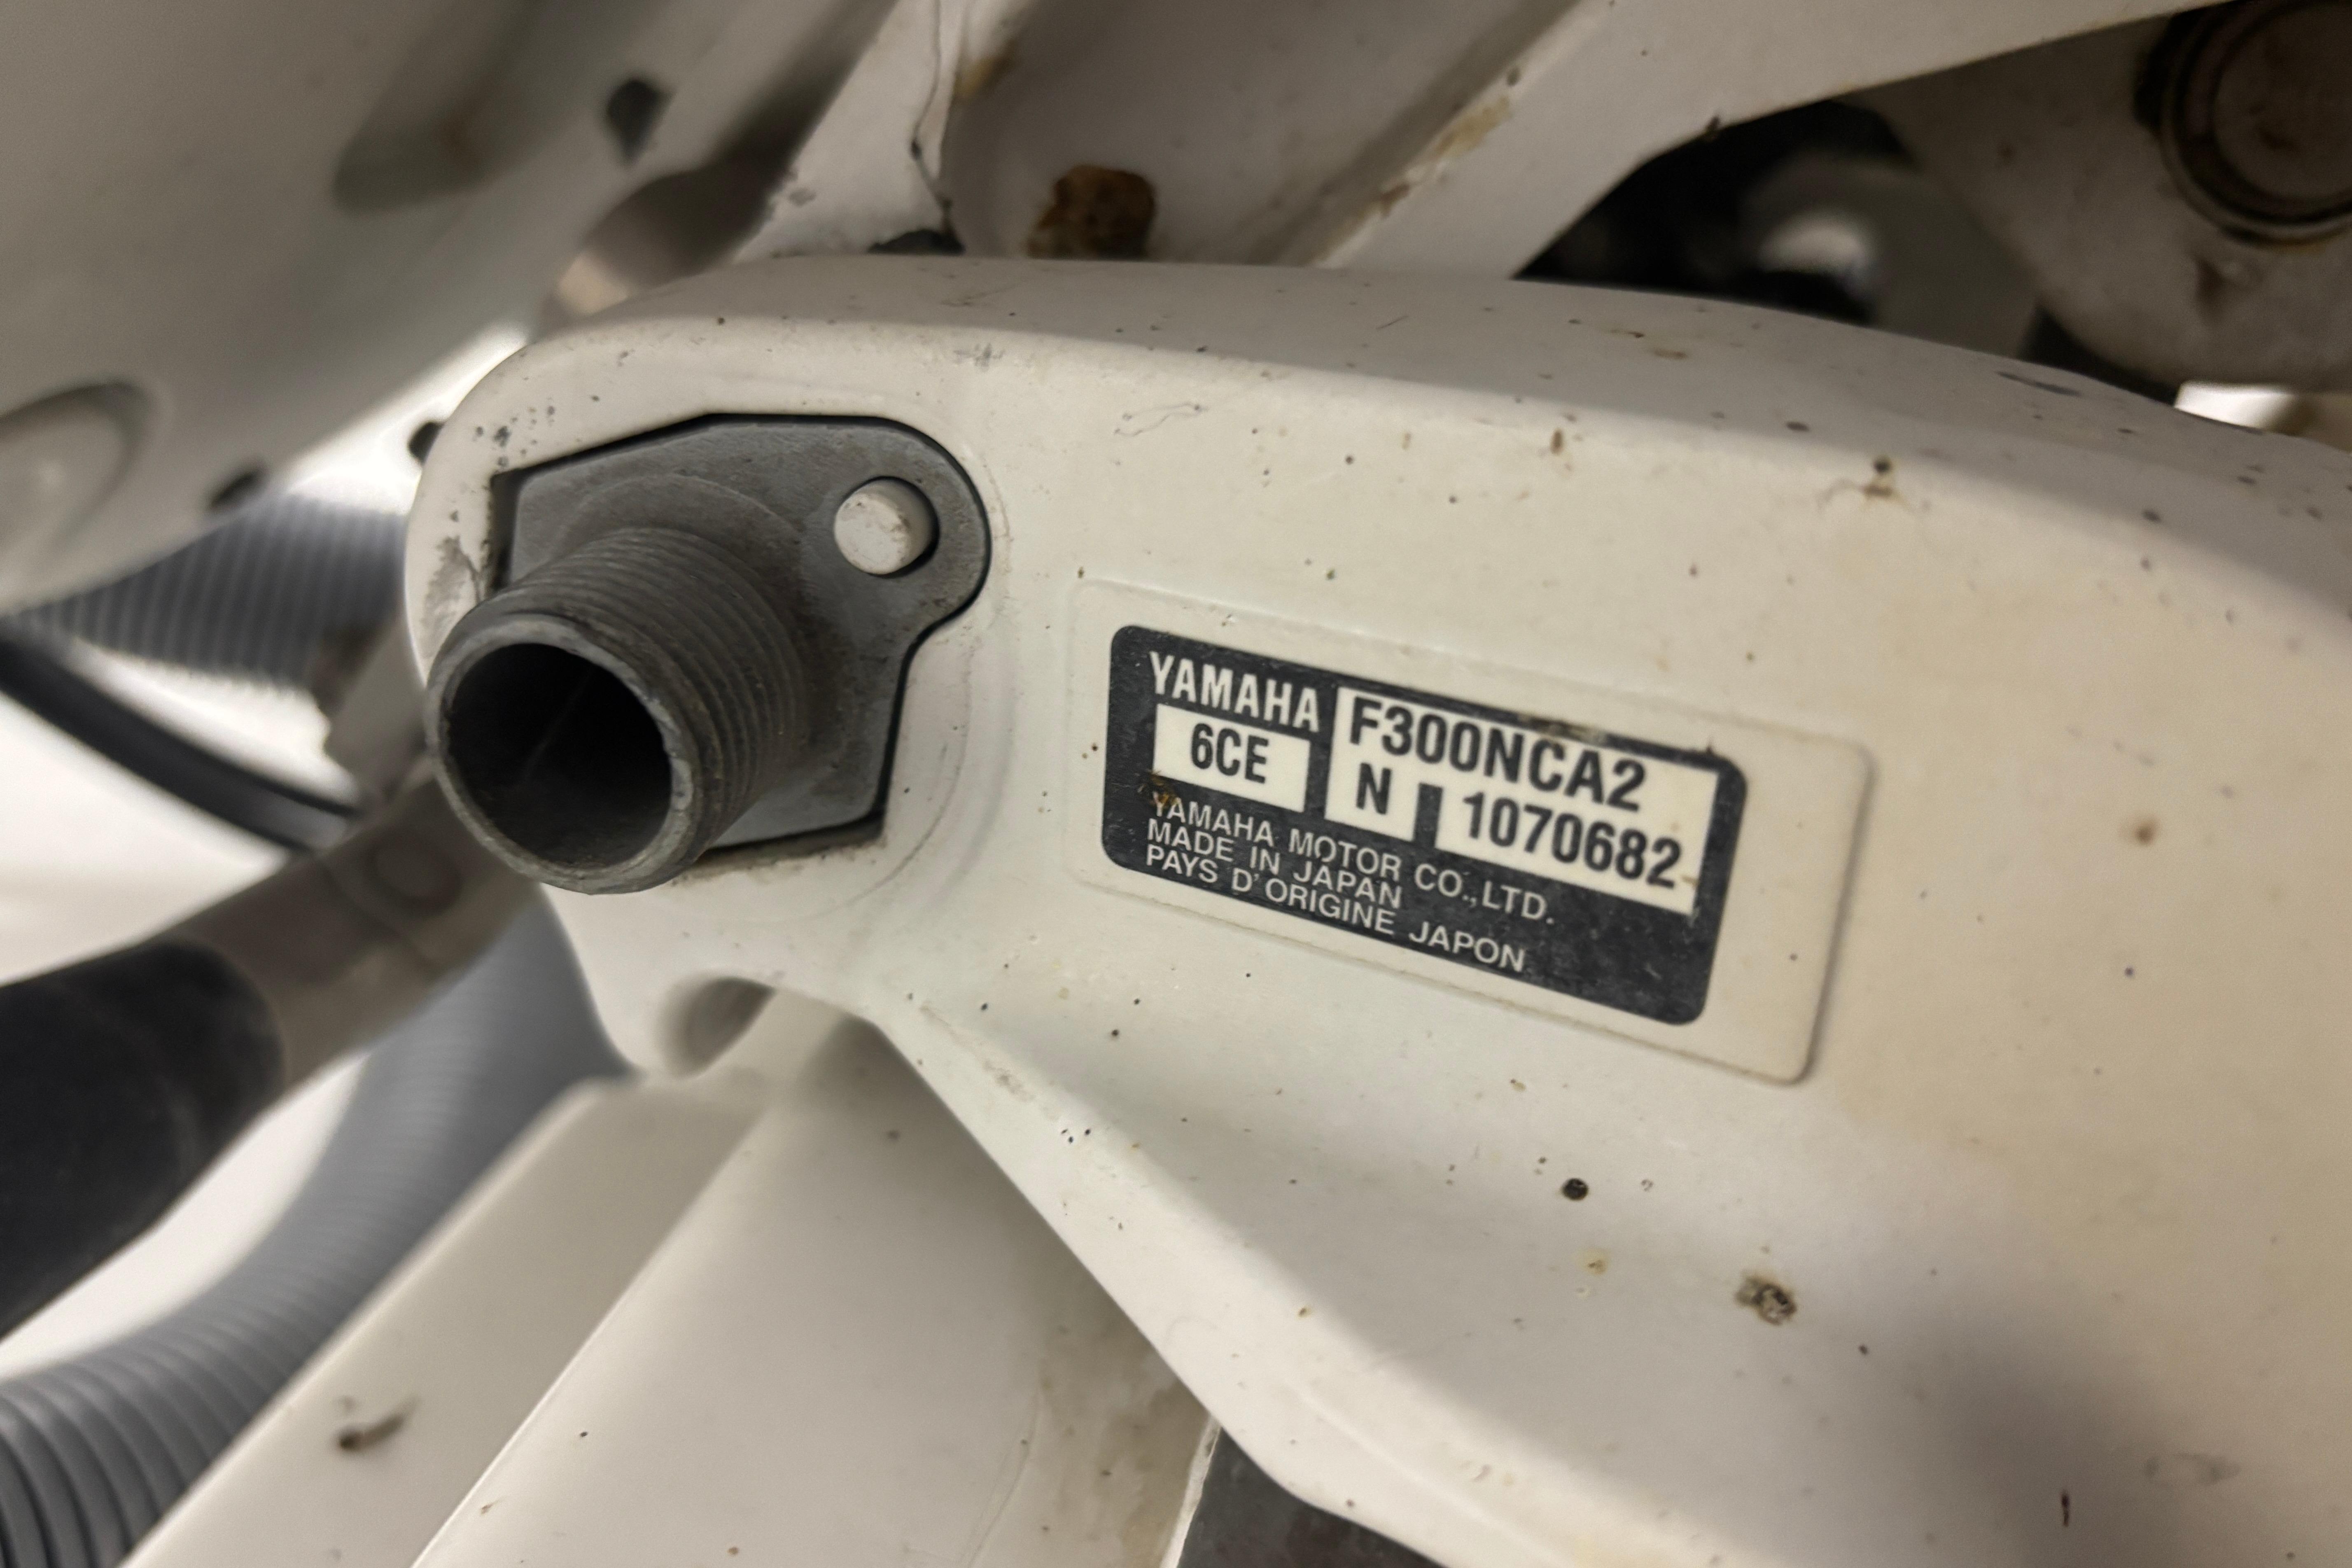 YAMAHA F300NCA2
6CE N 1070682
YAMAHA MOTOR CO.,LTD.
MADE IN JAPAN
PAYS D'ORIGINE JAPON